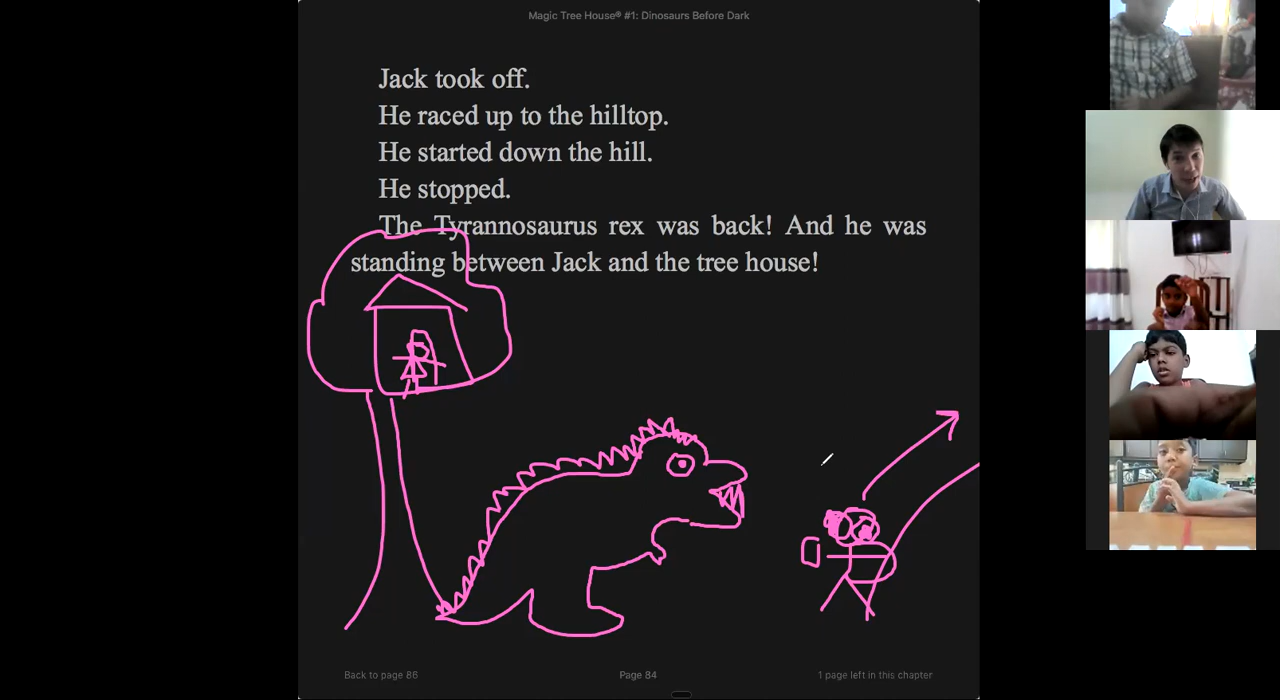 Magic Tree House® #1: Dinosaurs Before Dark
Jack took off.
He raced up to the hilltop.
He started down the hill.
He stopped.
The Tyrannosaurus rex was back! And he was
standing between Jack and the tree house!
Back to page 86
Page 84
1 page left in this chapter